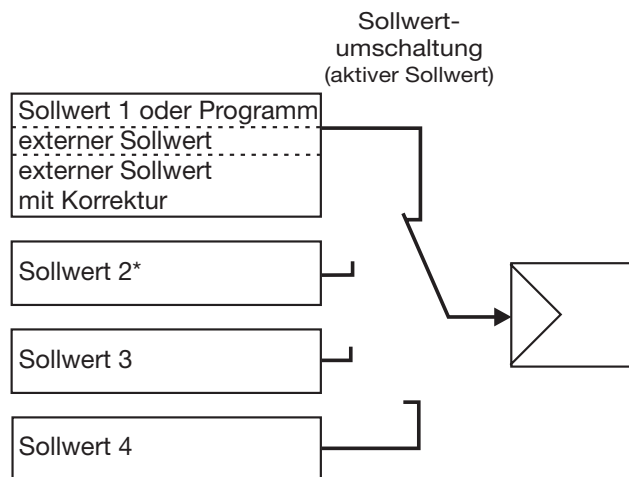 Sollwert-
umschaltung
(aktiver Sollwert)
Sollwert 1 oder Programm
externer Sollwert
externer Sollwert
mit Korrektur
Sollwert 2*
Sollwert 3
Sollwert 4